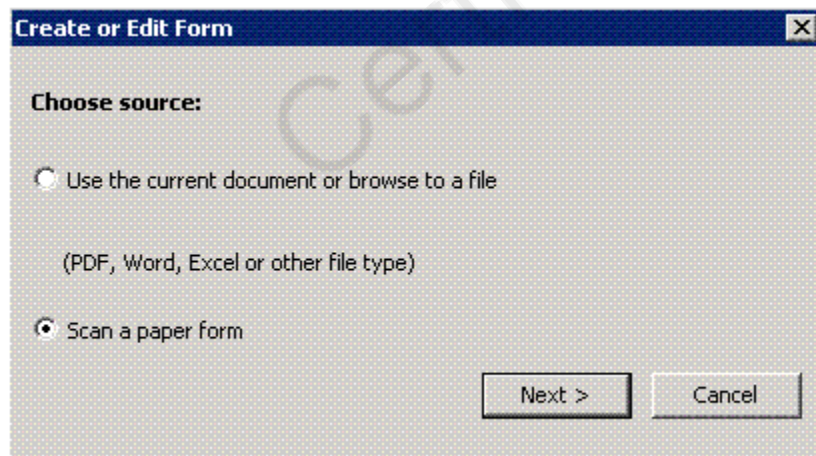 Create or Edit Form
Choose source:
Use the current document or browse to a file
(PDF, Word, Excel or other file type)
Scan a paper form
Next > Cancel